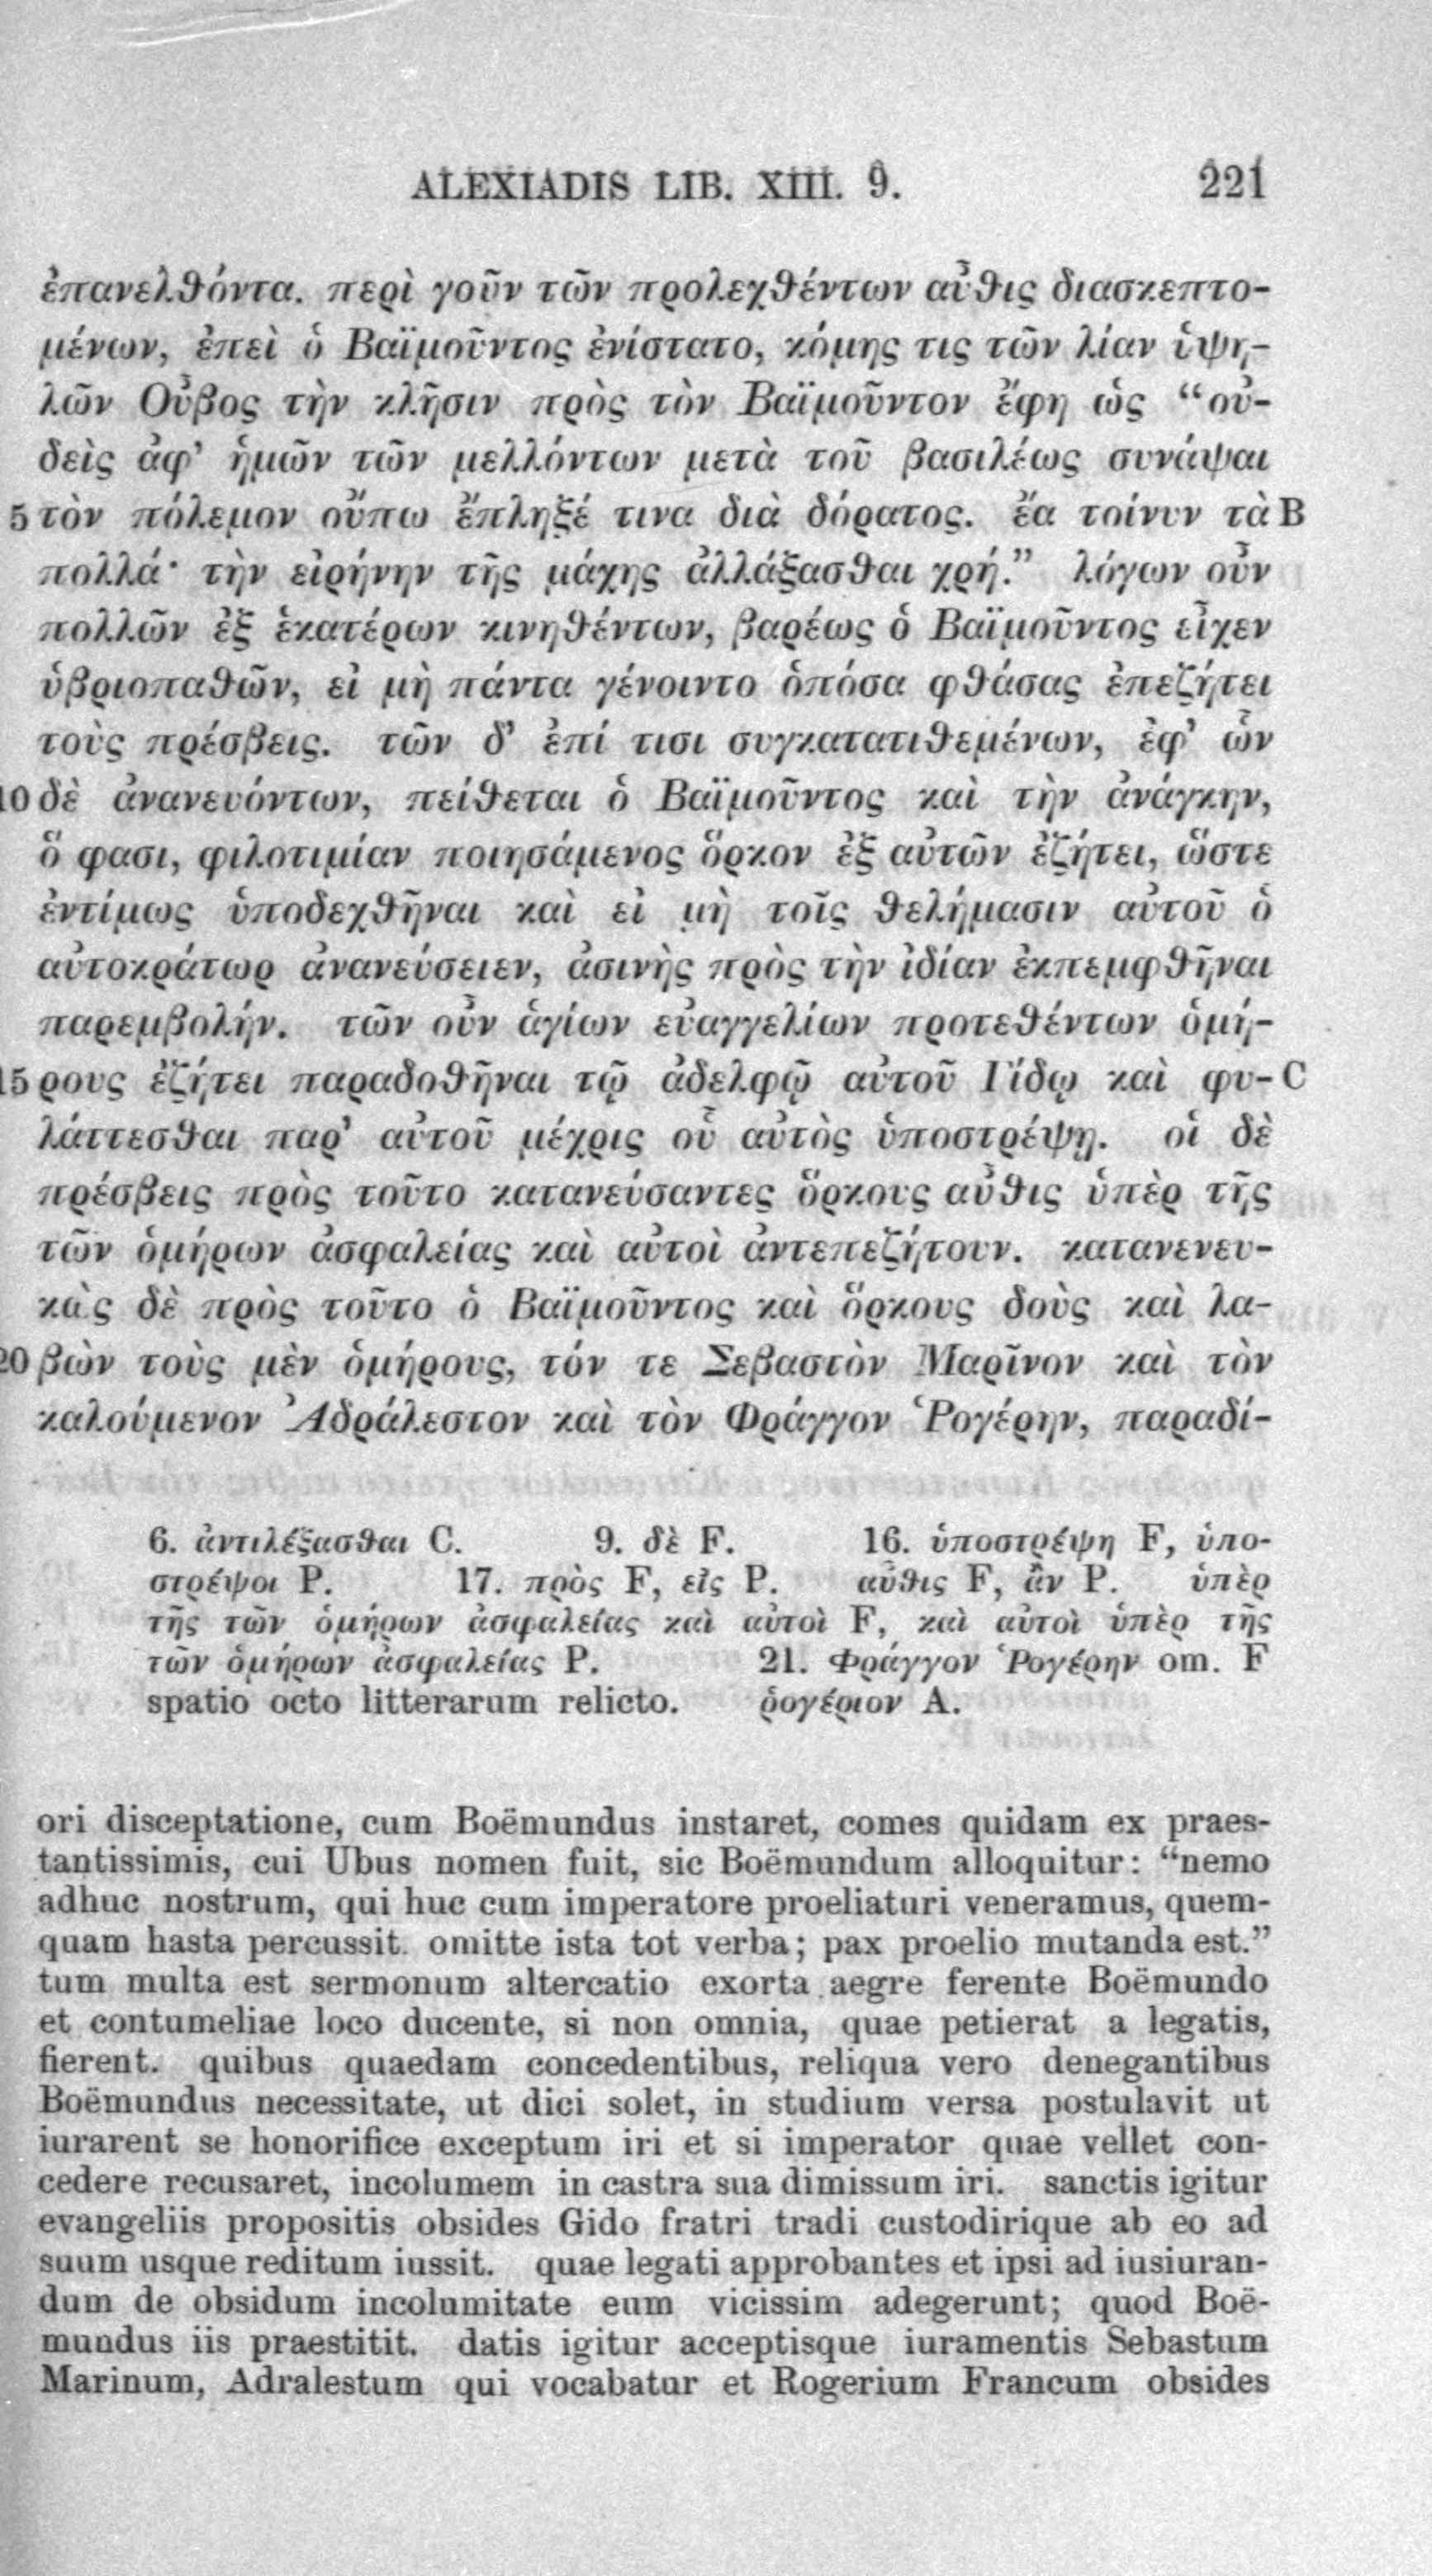 ALEXIADIS LIB. XIII. 9. 221
ἐπανελθόντα. περὶ γοῦν τῶν προλεχθέντων αὖθις διασκεπτο-
μένων, ἐπεὶ ὁ Βαϊμοῦντος ἐνίστατο, κόμης τις τῶν λίαν ὑψη-
λῶν Οὖβος τὴν κλῆσιν πρὸς τὸν Βαϊμοῦντον ἔφη ὡς “οὐ-
δεὶς ἀφ’ ἡμῶν τῶν μελλόντων μετὰ τοῦ βασιλέως συνάψαι
5 τὸν πόλεμον οὔπω ἔπληξέ τινα διὰ δόρατος. ἔα τοίνυν τὰ B
πολλά· τὴν εἰρήνην τῆς μάχης ἀλλάξασθαι χρή.” λόγων οὖν
πολλῶν ἐξ ἑκατέρων κινηθέντων, βαρέως ὁ Βαϊμοῦντος εἶχεν
ὑβριοπαθῶν, εἰ μὴ πάντα γένοιντο ὁπόσα φθάσας ἐπεζήτει
τοὺς πρέσβεις. τῶν δ’ ἐπί τισι συγκατατιθεμένων, ἐφ’ ὧν
10 δὲ ἀνανευόντων, πείθεται ὁ Βαϊμοῦντος καὶ τὴν ἀνάγκην,
ὅ φασι, φιλοτιμίαν ποιησάμενος ὅρκον ἐξ αὐτῶν ἐζήτει, ὥστε
ἐντίμως ὑποδεχθῆναι καὶ εἰ μὴ τοῖς θελήμασιν αὐτοῦ ὁ
αὐτοκράτωρ ἀνανεύσειεν, ἀσινὴς πρὸς τὴν ἰδίαν ἐκπεμφθῆναι
παρεμβολήν. τῶν οὖν ἁγίων εὐαγγελίων προτεθέντων ὁμή-
15 ρους ἐζήτει παραδοθῆναι τῷ ἀδελφῷ αὐτοῦ Γίδῳ καὶ φυ- C
λάττεσθαι παρ’ αὐτοῦ μέχρις οὗ αὐτὸς ὑποστρέψῃ. οἱ δὲ
πρέσβεις πρὸς τοῦτο κατανεύσαντες ὅρκους αὖθις ὑπὲρ τῆς
τῶν ὁμήρων ἀσφαλείας καὶ αὐτοὶ ἀντεπεζήτουν. κατανενευ-
κὼς δὲ πρὸς τοῦτο ὁ Βαϊμοῦντος καὶ ὅρκους δοὺς καὶ λα-
20 βὼν τοὺς μὲν ὁμήρους, τόν τε Σεβαστὸν Μαρῖνον καὶ τὸν
καλούμενον Ἀδράλεστον καὶ τὸν Φράγγον Ῥογέρην, παραδί-
6. ἀντιλέξασθαι C. 9. δὲ F. 16. ὑποστρέψη F, ὑπο-
στρέψοι P. 17. πρὸς F, εἰς P. αὖθις F, ἂν P. ὑπὲρ
τῆς τῶν ὁμήρων ἀσφαλείας καὶ αὐτοὶ F, καὶ αὐτοὶ ὑπὲρ τῆς
τῶν ὁμήρων ἀσφαλείας P. 21. Φράγγον Ῥογέρην om. F
spatio octo litterarum relicto. ῥογέριον A.
ori disceptatione, cum Boëmundus instaret, comes quidam ex praes-
tantissimis, cui Ubus nomen fuit, sic Boëmundum alloquitur: “nemo
adhuc nostrum, qui huc cum imperatore proeliaturi veneramus, quem-
quam hasta percussit. omitte ista tot verba; pax proelio mutanda est.”
tum multa est sermonum altercatio exorta aegre ferente Boëmundo
et contumeliae loco ducente, si non omnia, quae petierat a legatis,
fierent. quibus quaedam concedentibus, reliqua vero denegantibus
Boëmundus necessitate, ut dici solet, in studium versa postulavit ut
iurarent se honorifice exceptum iri et si imperator quae vellet con-
cedere recusaret, incolumem in castra sua dimissum iri. sanctis igitur
evangeliis propositis obsides Gido fratri tradi custodirique ab eo ad
suum usque reditum iussit. quae legati approbantes et ipsi ad iusiuran-
dum de obsidum incolumitate eum vicissim adegerunt; quod Boë-
mundus iis praestitit. datis igitur acceptisque iuramentis Sebastum
Marinum, Adralestum qui vocabatur et Rogerium Francum obsides